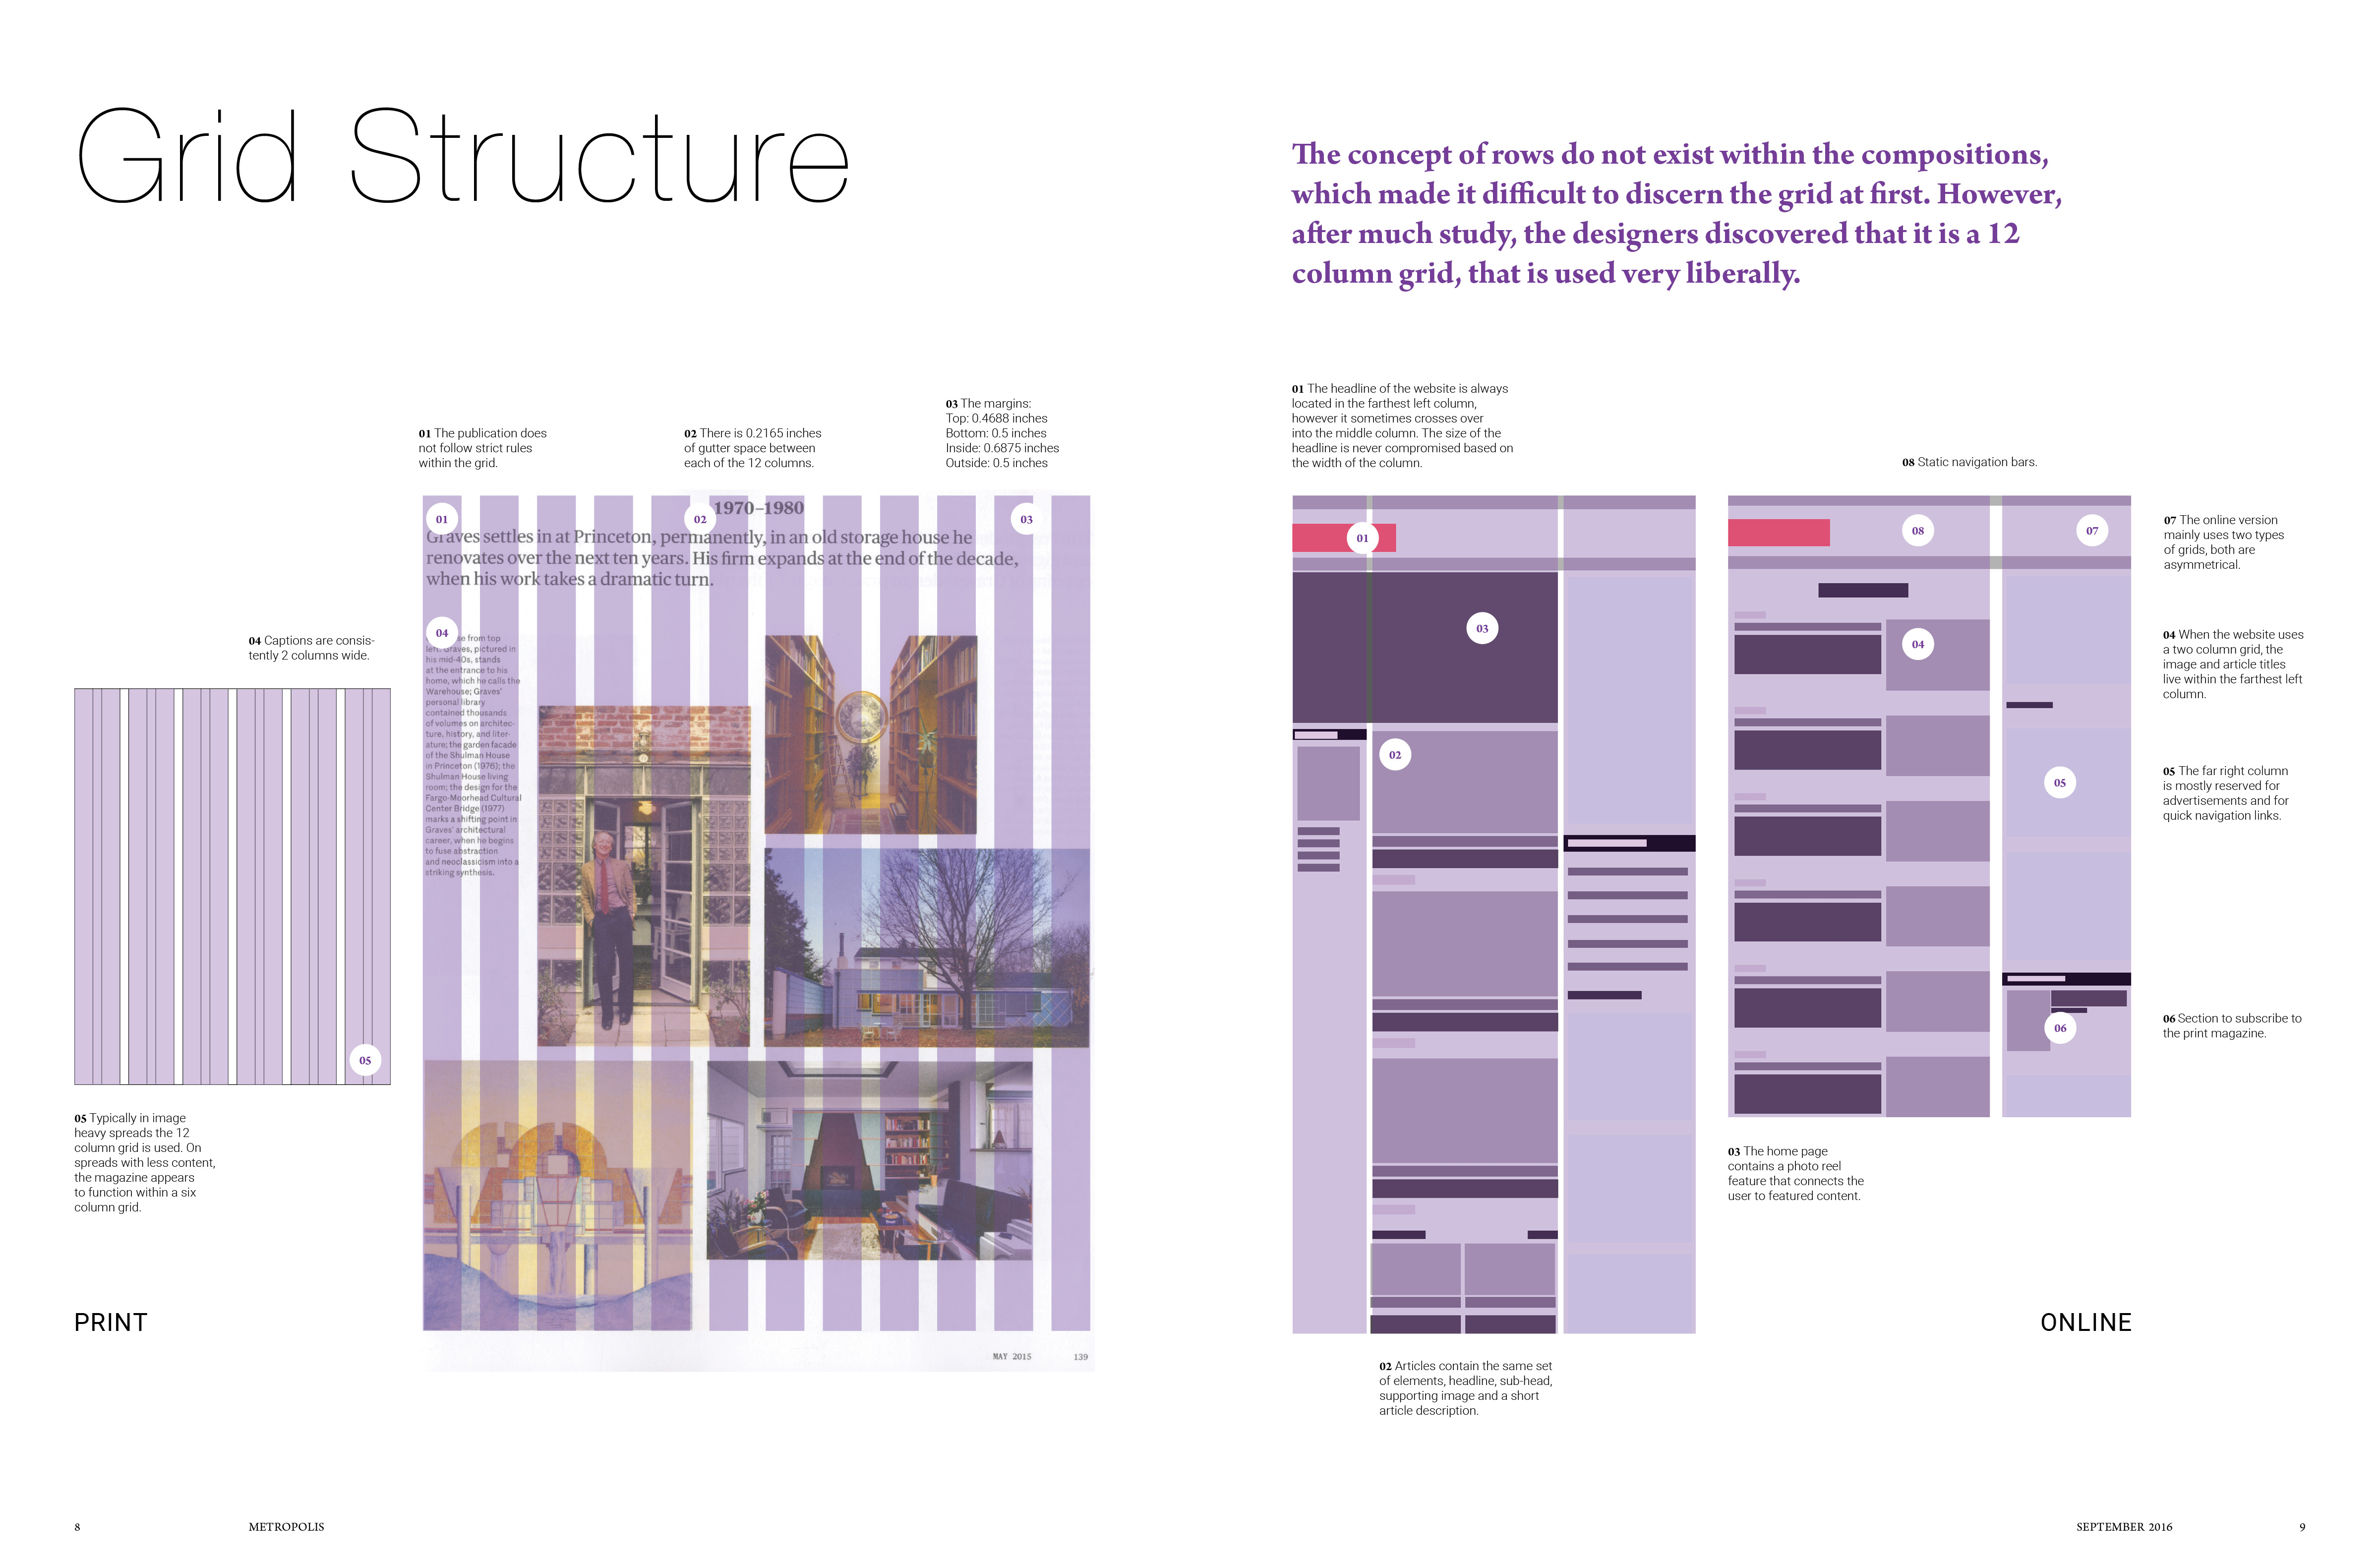 Grid Structure
The concept of rows do not exist within the compositions,
which made it difficult to discern the grid at first. However,
after much study, the designers discovered that it is a 12
column grid, that is used very liberally.
01 The publication does
not follow strict rules
within the grid.
02 There is 0.2165 inches
of gutter space between
each of the 12 columns.
03 The margins:
Top: 0.4688 inches
Bottom: 0.5 inches
Inside: 0.6875 inches
Outside: 0.5 inches
04 Captions are consis-
tently 2 columns wide.
05
05 Typically in image
heavy spreads the 12
column grid is used. On
spreads with less content,
the magazine appears
to function within a six
column grid.
01
02
03
1970–1980
Graves settles in at Princeton, permanently, in an old storage house he
renovates over the next ten years. His firm expands at the end of the decade,
when his work takes a dramatic turn.
04
from top
left: Graves, pictured in
his mid-40s, stands
at the entrance to his
home, which he calls the
Warehouse; Graves'
personal library
contained thousands
of volumes on architec-
ture, history, and liter-
ature; the garden facade
of the Shulman House
in Princeton (1976); the
Shulman House living
room; the design for the
Fargo-Moorhead Cultural
Center Bridge (1977)
marks a shifting point in
Graves' architectural
career, when he begins
to fuse abstraction
and neoclassicism into a
striking synthesis.
MAY 2015 139
PRINT
01 The headline of the website is always
located in the farthest left column,
however it sometimes crosses over
into the middle column. The size of the
headline is never compromised based on
the width of the column.
08 Static navigation bars.
01
03
02
08
07
04
05
06
07 The online version
mainly uses two types
of grids, both are
asymmetrical.
04 When the website uses
a two column grid, the
image and article titles
live within the farthest left
column.
05 The far right column
is mostly reserved for
advertisements and for
quick navigation links.
06 Section to subscribe to
the print magazine.
03 The home page
contains a photo reel
feature that connects the
user to featured content.
02 Articles contain the same set
of elements, headline, sub-head,
supporting image and a short
article description.
ONLINE
8 METROPOLIS
SEPTEMBER 2016 9